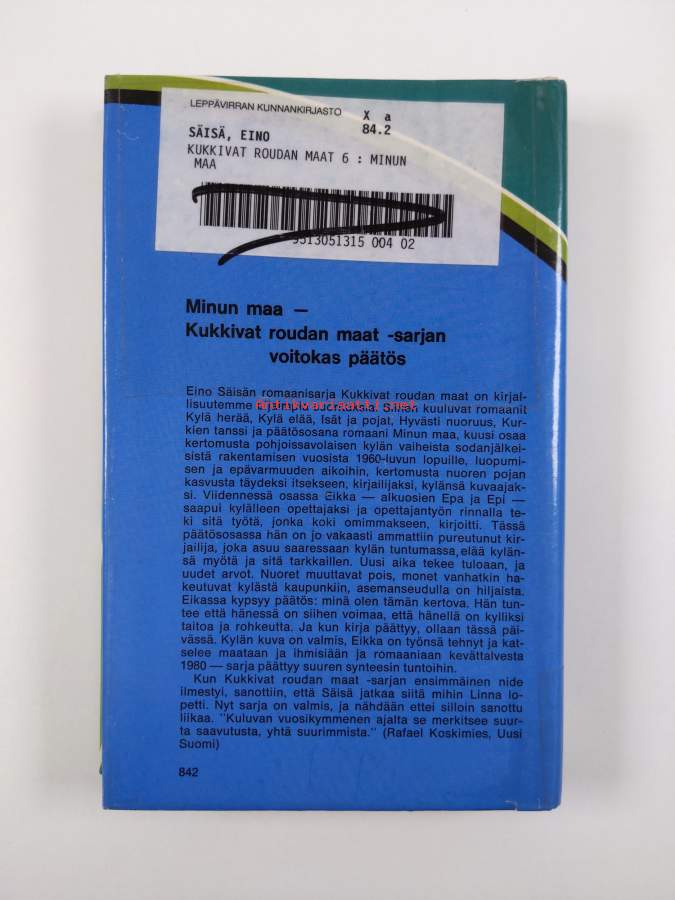 LEPPÄVIRRAN KUNNANKIRJASTO
X a
84.2
SÄISÄ, EINO
KUKKIVAT ROUDAN MAAT 6 : MINUN
MAA
9513051315 004 02
Minun maa —
Kukkivat roudan maat -sarjan
voitokas päätös
Eino Säisän romaanisarja Kukkivat roudan maat on kirjal-
lisuutemme kuuluvat romaanit
Antikvariaatti.net
Kylä herää, Kylä elää, Isät ja pojat, Hyvästi nuoruus, Kur-
kien tanssi ja päätösosana romaani Minun maa, kuusi osaa
kertomusta pohjoissavolaisen kylän vaiheista sodanjälkei-
sistä rakentamisen vuosista 1960-luvun lopuille, luopumi-
sen ja epävarmuuden aikoihin, kertomusta nuoren pojan
kasvusta täydeksi itsekseen, kirjailijaksi, kylänsä kuvaajak-
si. Viidennessä osassa Eikka — alkuosien Epa ja Epi —
saapui kylälleen opettajaksi ja opettajantyön rinnalla te-
ki sitä työtä, jonka koki omimmakseen, kirjoitti. Tässä
päätösosassa hän on jo vakaasti ammattiin pureutunut kir-
jailija, joka asuu saaressaan kylän tuntumassa, elää kylän-
sä myötä ja sitä tarkkaillen. Uusi aika tekee tuloaan, ja
uudet arvot. Nuoret muuttavat pois, monet vanhatkin ha-
keutuvat kylästä kaupunkiin, asemanseudulla on hiljaista.
Eikassa kypsyy päätös: minä olen tämän kertova. Hän tun-
tee että hänessä on siihen voimaa, että hänellä on kylliksi
taitoa ja rohkeutta. Ja kun kirja päättyy, ollaan tässä päi-
vässä. Kylän kuva on valmis, Eikka on työnsä tehnyt ja kat-
selee maataan ja ihmisiään ja romaaniaan kevättalvesta
1980 — sarja päättyy suuren synteesin tuntoihin.
Kun Kukkivat roudan maat -sarjan ensimmäinen nide
ilmestyi, sanottiin, että Säisä jatkaa siitä mihin Linna lo-
petti. Nyt sarja on valmis, ja nähdään ettei silloin sanottu
liikaa. "Kuluvan vuosikymmenen ajalta se merkitsee suur-
ta saavutusta, yhtä suurimmista." (Rafael Koskimies, Uusi
Suomi)
842